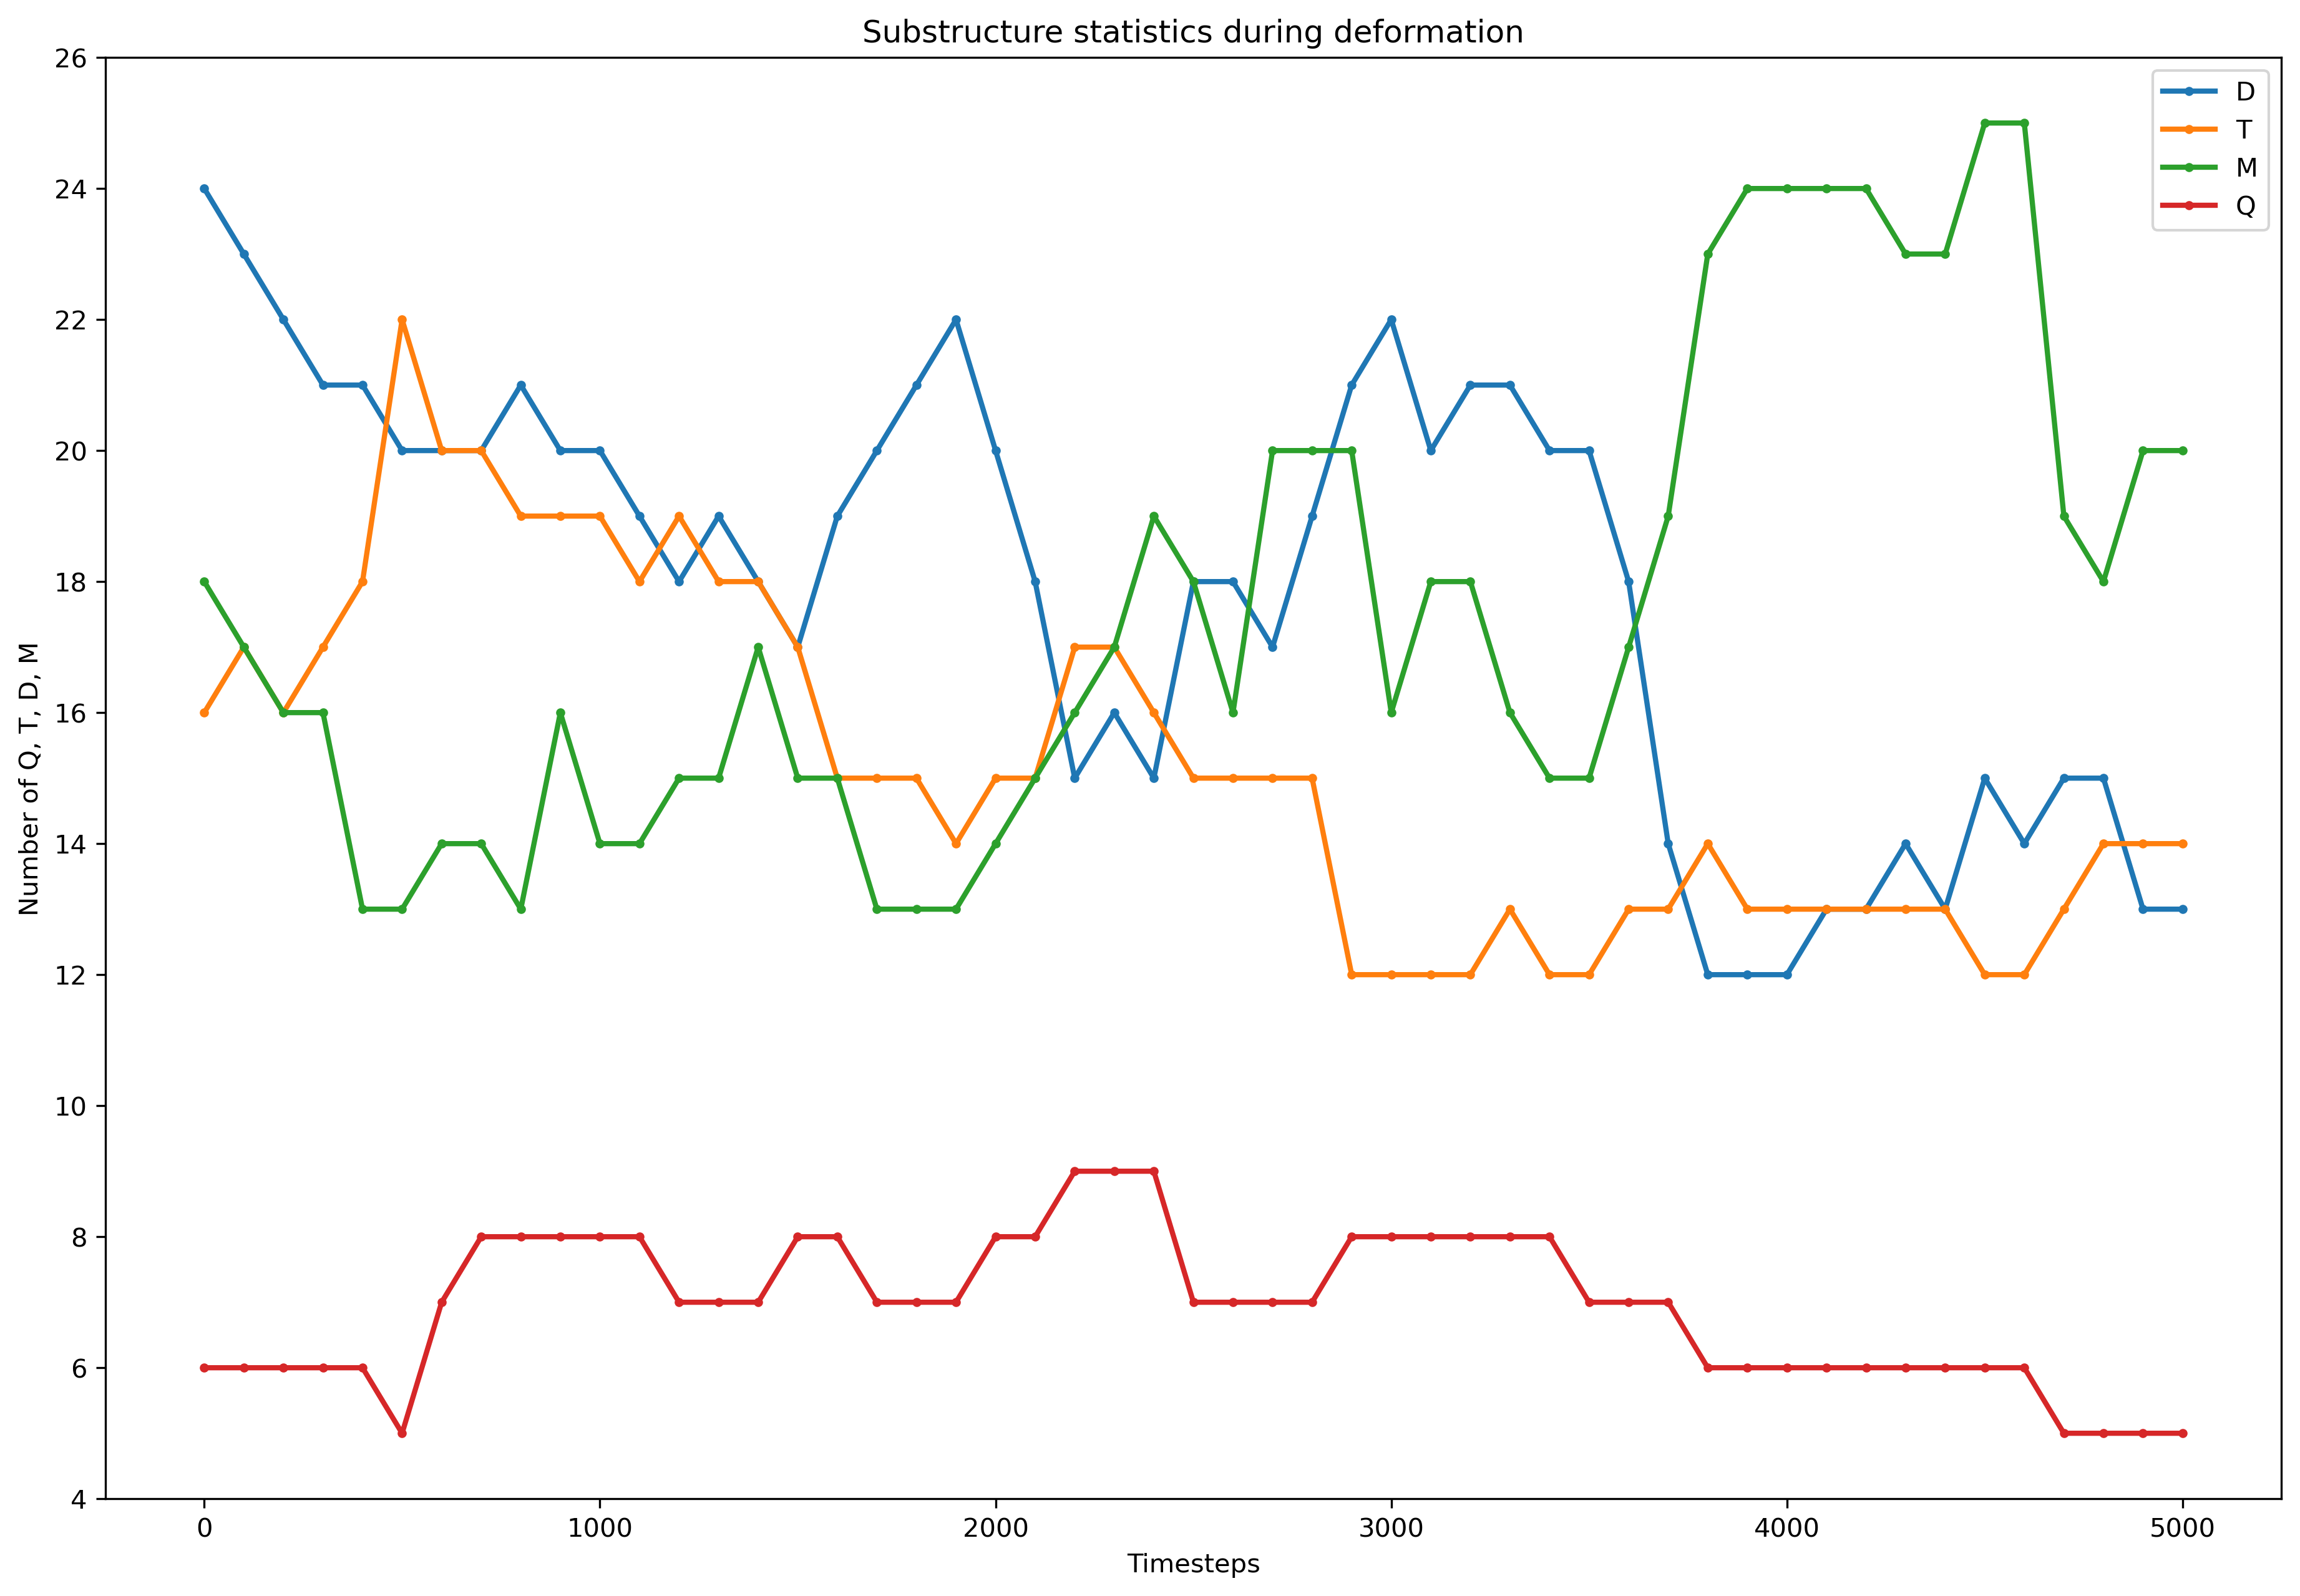 Substructure statistics during deformation
26
24
22
20
18
16
14
12
10
8
6
4
Number of Q, T, D, M
D
T
M
Q
0 1000 2000 3000 4000 5000
Timesteps